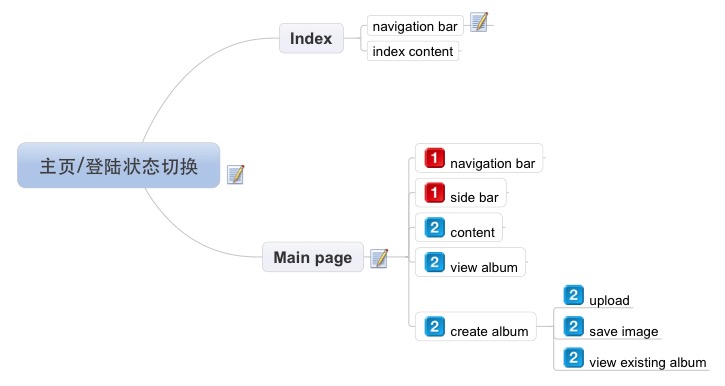 主页/登陆状态切换
Index
navigation bar
index content
Main page
1 navigation bar
1 side bar
2 content
2 view album
2 create album
2 upload
2 save image
2 view existing album